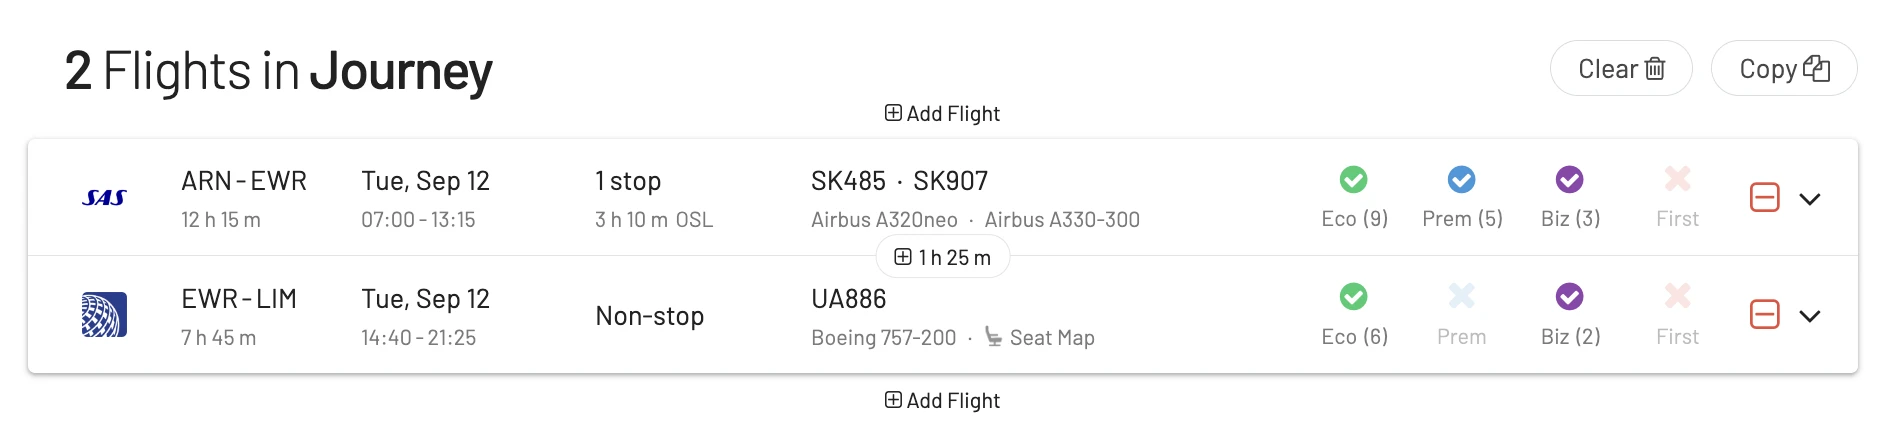 2 Flights in Journey
Clear Copy
Add Flight
SAS ARN-EWR Tue, Sep 12 1 stop SK485 · SK907
12 h 15 m 07:00-13:15 3 h 10 m OSL Airbus A320neo · Airbus A330-300 Eco (9) Prem (5) Biz (3) First
1 h 25 m
EWR-LIM Tue, Sep 12 Non-stop UA886
7 h 45 m 14:40-21:25 Boeing 757-200 · Seat Map Eco (6) Prem Biz (2) First
Add Flight